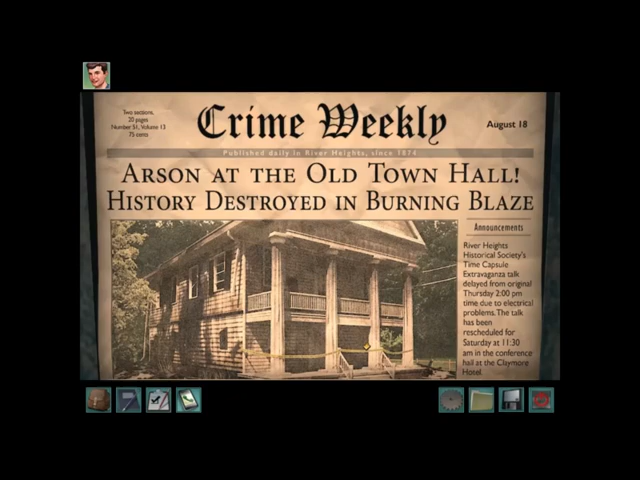 Two sections,
20 pages
Number 51, Volume 13
75 cents
Crime Weekly
August 18
Published daily in River Heights, since 1874
ARSON AT THE OLD TOWN HALL!
HISTORY DESTROYED IN BURNING BLAZE
Announcements
River Heights
Historical Society's
Time Capsule
Extravaganza talk
delayed from original
Thursday 2:00 pm
time due to electrical
problems. The talk
has been
rescheduled for
Saturday at 11:30
am in the conference
hall at the Claymore
Hotel.